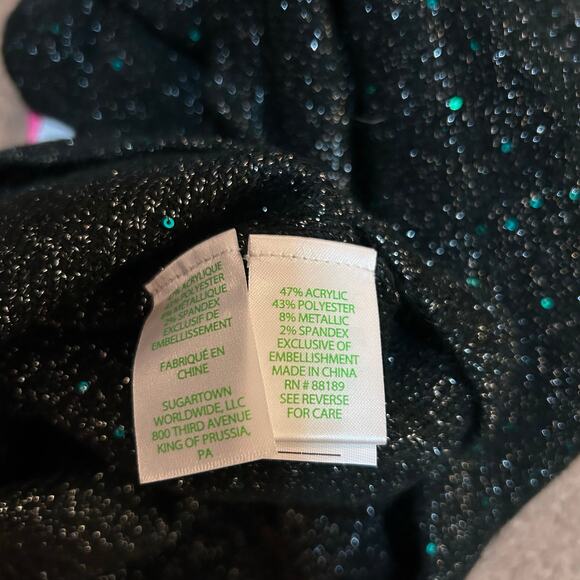 ACRYLIQUE
POLYESTER
MÉTALLIQUE
SPANDEX
EXCLUSIF DE
EMBELLISSEMENT
FABRIQUÉ EN
CHINE
SUGARTOWN
WORLDWIDE, LLC
800 THIRD AVENUE
KING OF PRUSSIA,
PA
47% ACRYLIC
43% POLYESTER
8% METALLIC
2% SPANDEX
EXCLUSIVE OF
EMBELLISHMENT
MADE IN CHINA
RN # 88189
SEE REVERSE
FOR CARE